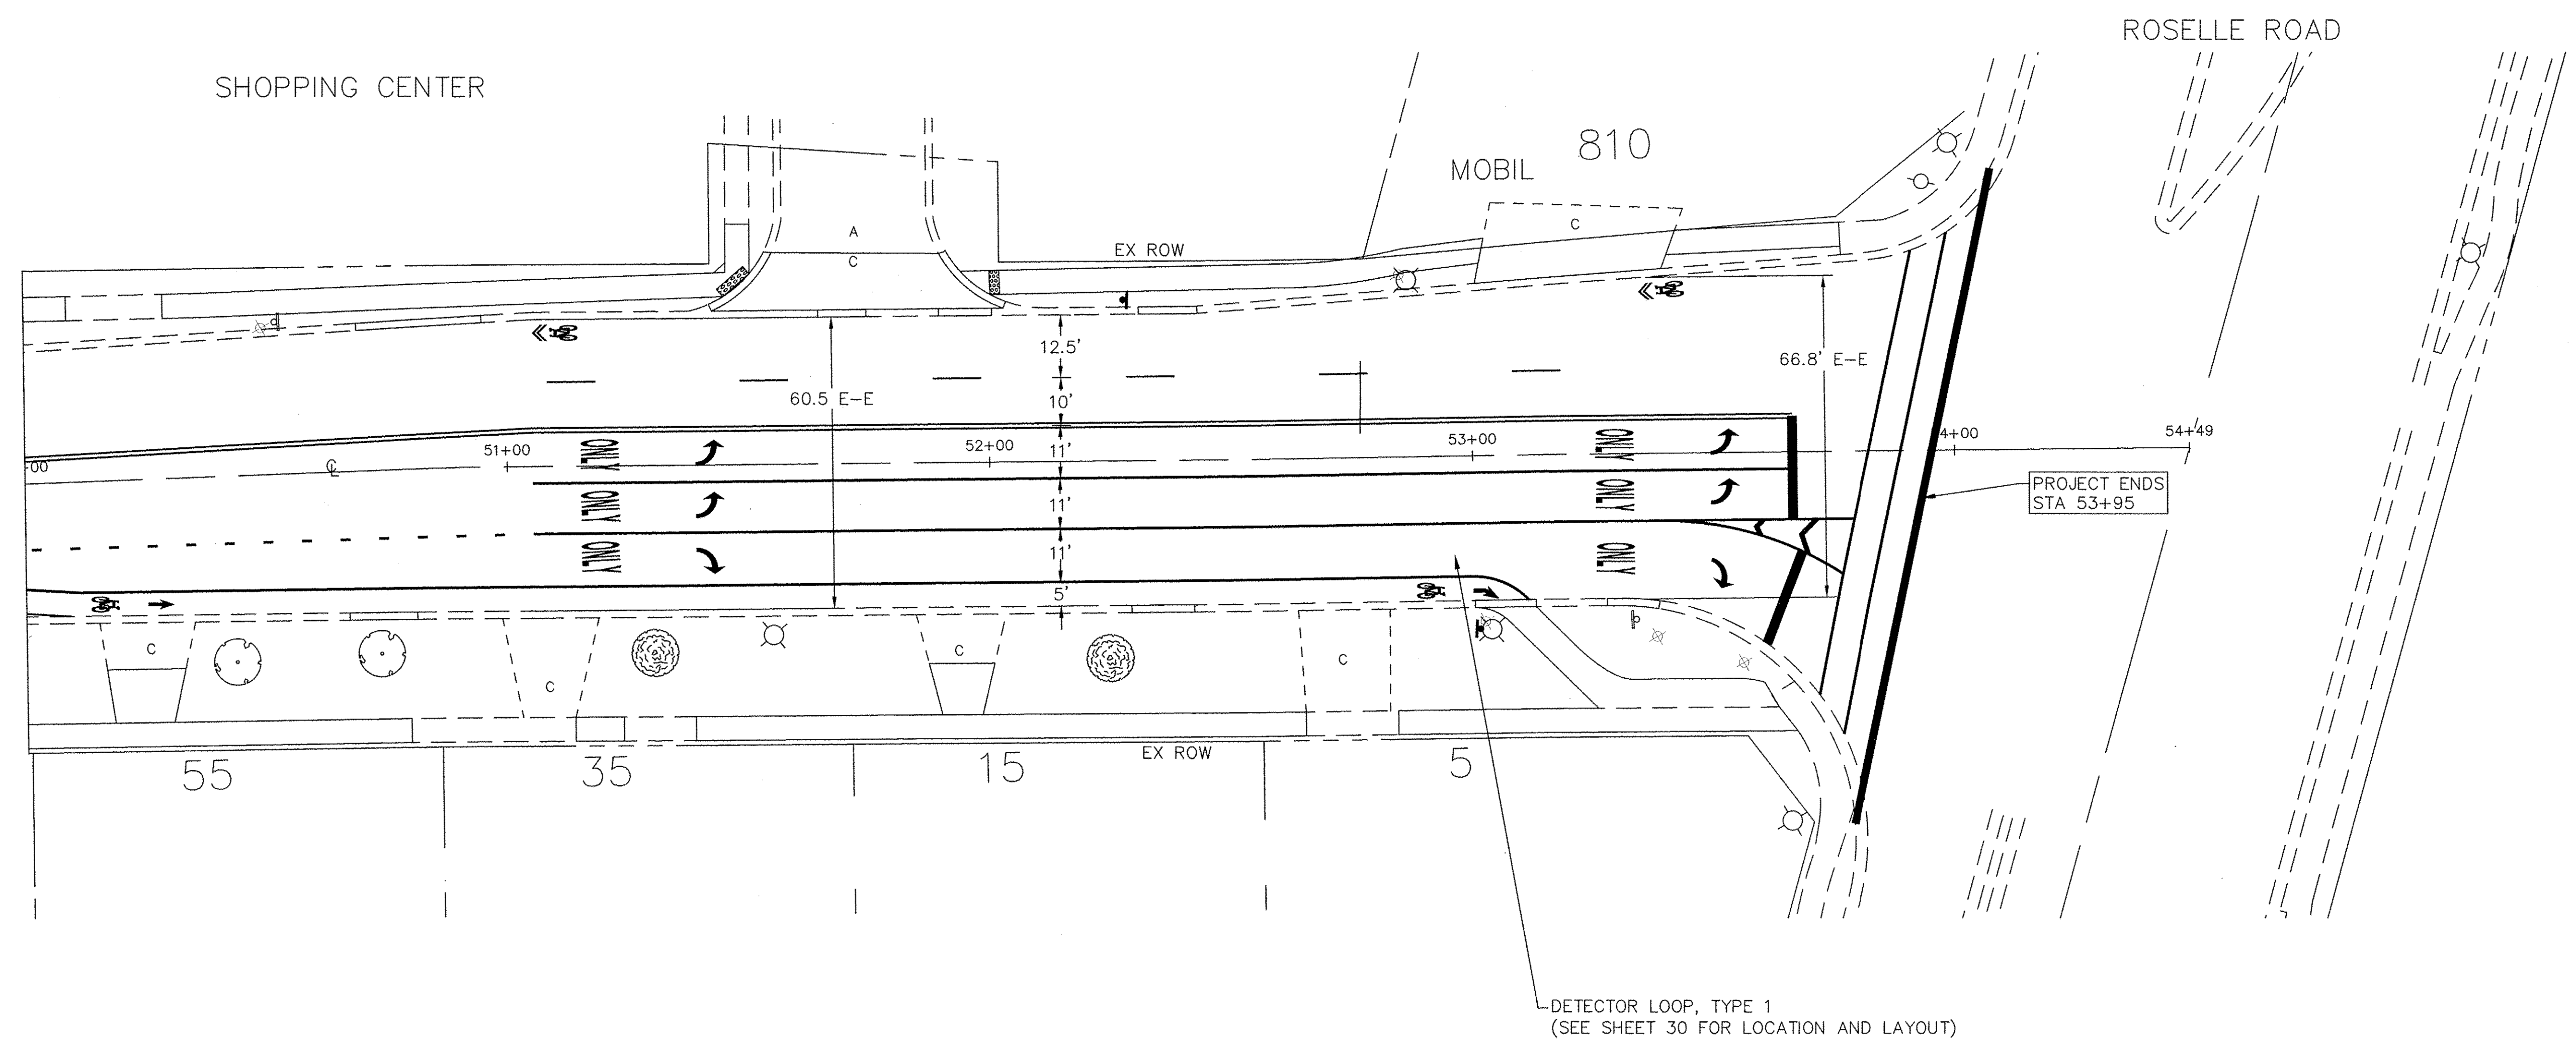 ROSELLE ROAD
SHOPPING CENTER
810
MOBIL
A
C
EX ROW
C
12.5'
66.8' E-E
60.5 E-E
10'
51+00
52+00
53+00
4+00
54+49
-00
CL
11'
ONLY
ONLY
11'
ONLY
ONLY
PROJECT ENDS
STA 53+95
11'
ONLY
ONLY
5'
C
C
C
C
EX ROW
55
35
15
5
DETECTOR LOOP, TYPE 1
(SEE SHEET 30 FOR LOCATION AND LAYOUT)